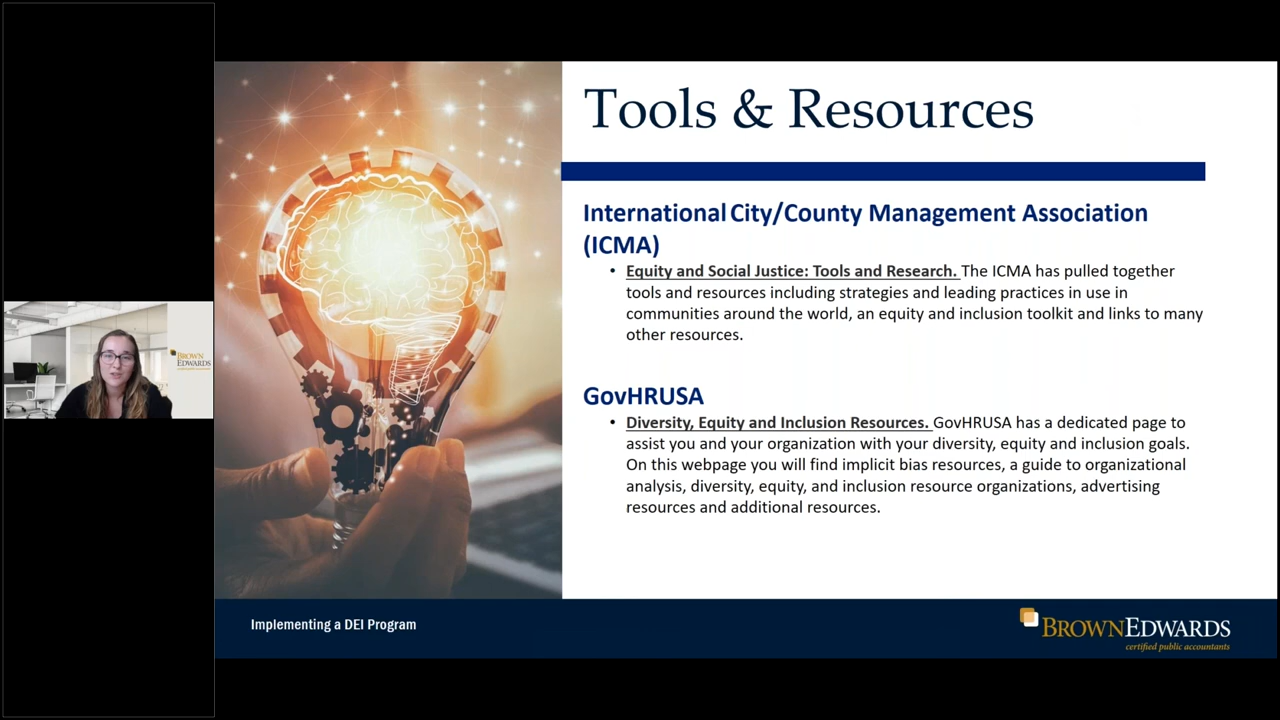 Tools & Resources
International City/County Management Association
(ICMA)
• Equity and Social Justice: Tools and Research. The ICMA has pulled together
tools and resources including strategies and leading practices in use in
communities around the world, an equity and inclusion toolkit and links to many
other resources.
GovHRUSA
• Diversity, Equity and Inclusion Resources. GovHRUSA has a dedicated page to
assist you and your organization with your diversity, equity and inclusion goals.
On this webpage you will find implicit bias resources, a guide to organizational
analysis, diversity, equity, and inclusion resource organizations, advertising
resources and additional resources.
BROWN
EDWARDS
Implementing a DEI Program
BROWNEDWARDS
certified public accountants